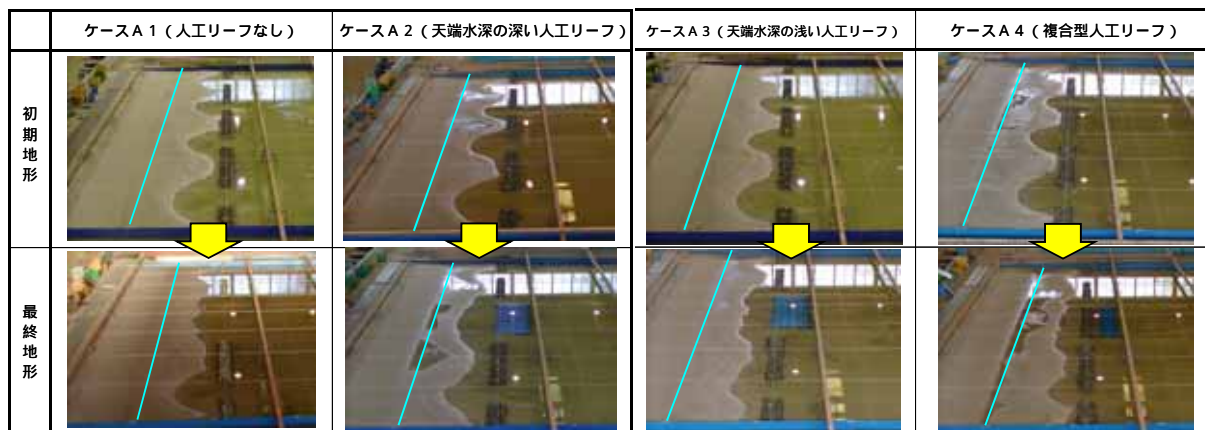 ケースＡ１（人工リーフなし）
ケースＡ２（天端水深の深い人工リーフ）
ケースＡ３（天端水深の浅い人工リーフ）
ケースＡ４（複合型人工リーフ）
初期地形
最終地形